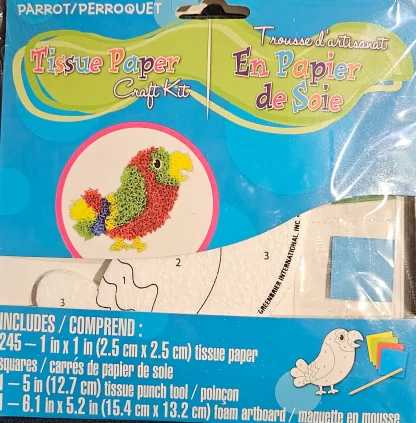 PARROT/PERROQUET
Tissue Paper
Craft Kit
Trousse d'artisanat
En Papier
de Soie
2
3
1
3
GREENBRIER INTERNATIONAL, INC.
INCLUDES / COMPREND :
245 – 1 in x 1 in (2.5 cm x 2.5 cm) tissue paper
squares / carrés de papier de soie
1 – 5 in (12.7 cm) tissue punch tool / poinçon
1 – 6.1 in x 5.2 in (15.4 cm x 13.2 cm) foam artboard / maquette en mousse